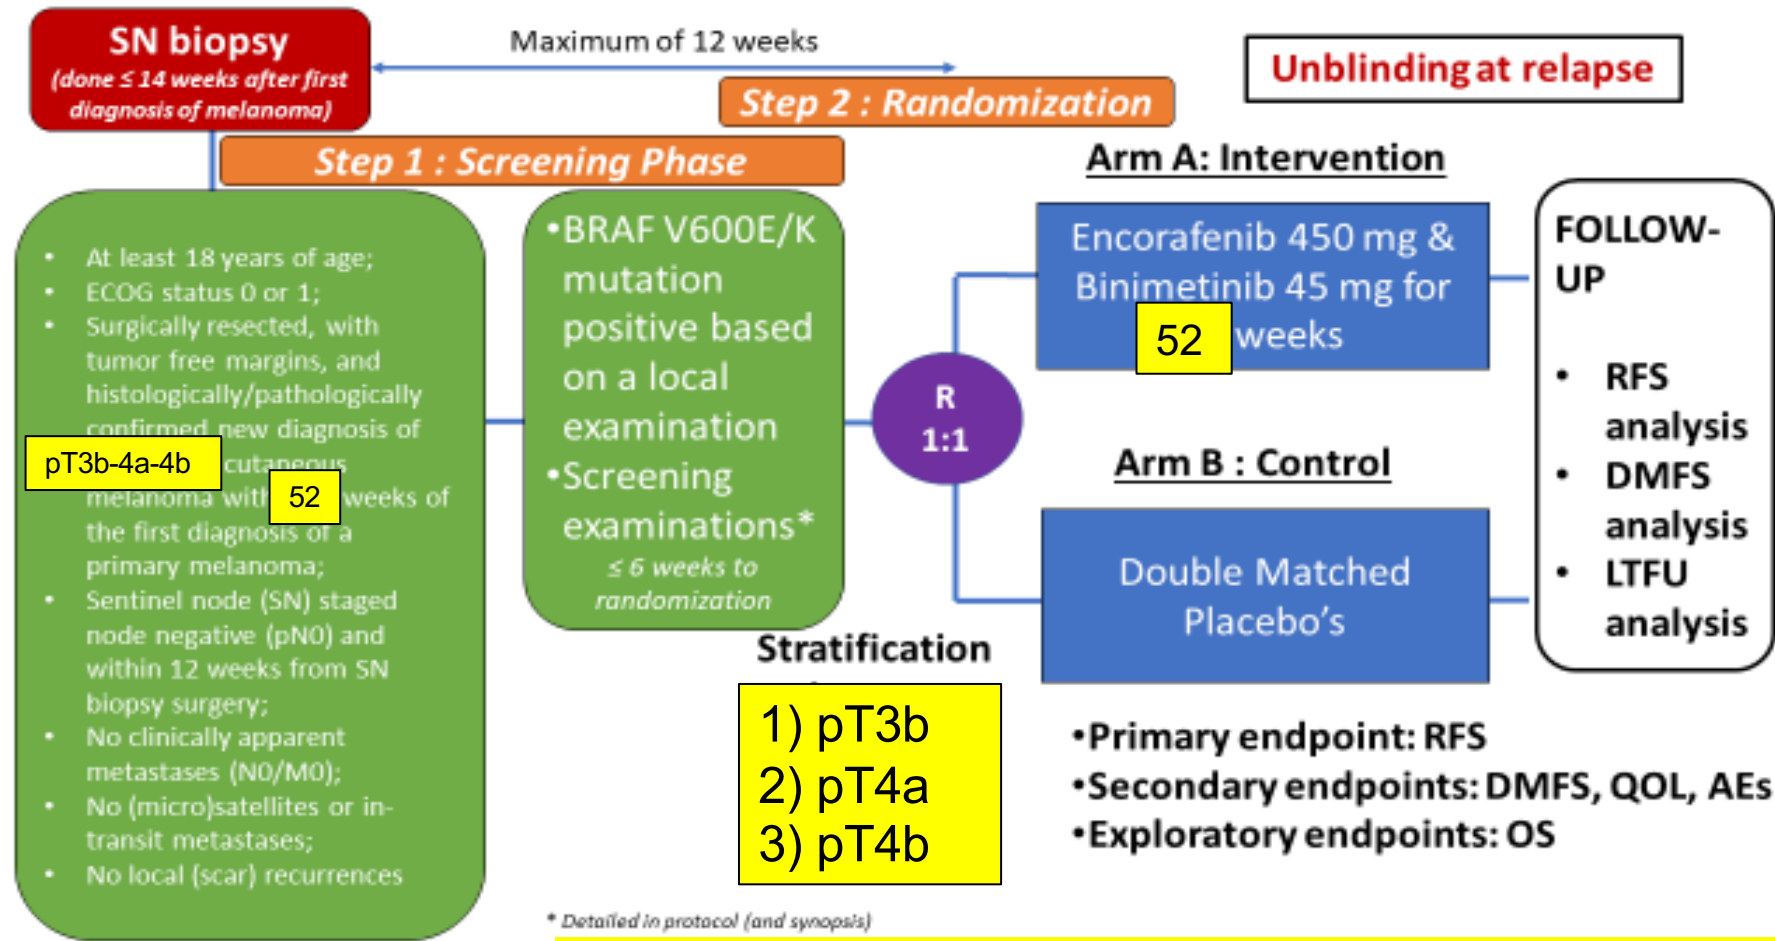 SN biopsy
(done ≤ 14 weeks after first
diagnosis of melanoma)
Maximum of 12 weeks
Unblinding at relapse
Step 2 : Randomization
Step 1 : Screening Phase
• At least 18 years of age;
• ECOG status 0 or 1;
• Surgically resected, with
tumor free margins, and
histologically/pathologically
confirmed new diagnosis of
pT3b-4a-4b cutaneous
melanoma with 52 weeks of
the first diagnosis of a
primary melanoma;
• Sentinel node (SN) staged
node negative (pN0) and
within 12 weeks from SN
biopsy surgery;
• No clinically apparent
metastases (N0/M0);
• No (micro)satellites or in-
transit metastases;
• No local (scar) recurrences
•BRAF V600E/K
mutation
positive based
on a local
examination
•Screening
examinations*
≤ 6 weeks to
randomization
R
1:1
Stratification
1) pT3b
2) pT4a
3) pT4b
Arm A: Intervention
Encorafenib 450 mg &
Binimetinib 45 mg for
52 weeks
Arm B : Control
Double Matched
Placebo's
FOLLOW-
UP
• RFS
analysis
• DMFS
analysis
• LTFU
analysis
•Primary endpoint: RFS
•Secondary endpoints: DMFS, QOL, AEs
•Exploratory endpoints: OS
* Detailed in protocol (and synopsis)